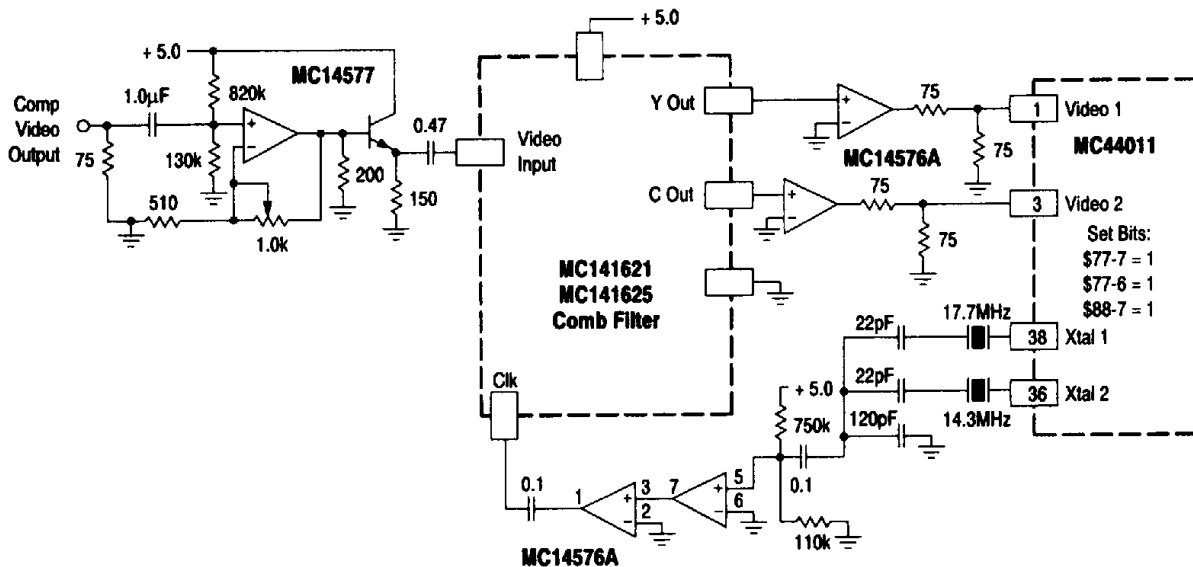 + 5.0
+ 5.0
MC14577
1.0µF
820k
Comp
Video
Output
75
130k
510
1.0k
200
0.47
150
Video
Input
Y Out
C Out
MC141621
MC141625
Comb Filter
Clk
75
75
MC14576A
75
75
1
Video 1
MC44011
3
Video 2
Set Bits:
$77-7 = 1
$77-6 = 1
$88-7 = 1
22pF
17.7MHz
38
Xtal 1
22pF
14.3MHz
36
Xtal 2
120pF
+ 5.0
750k
0.1
110k
5
6
7
3
2
1
0.1
MC14576A
+
−
+
−
+
−
+
−
+
−